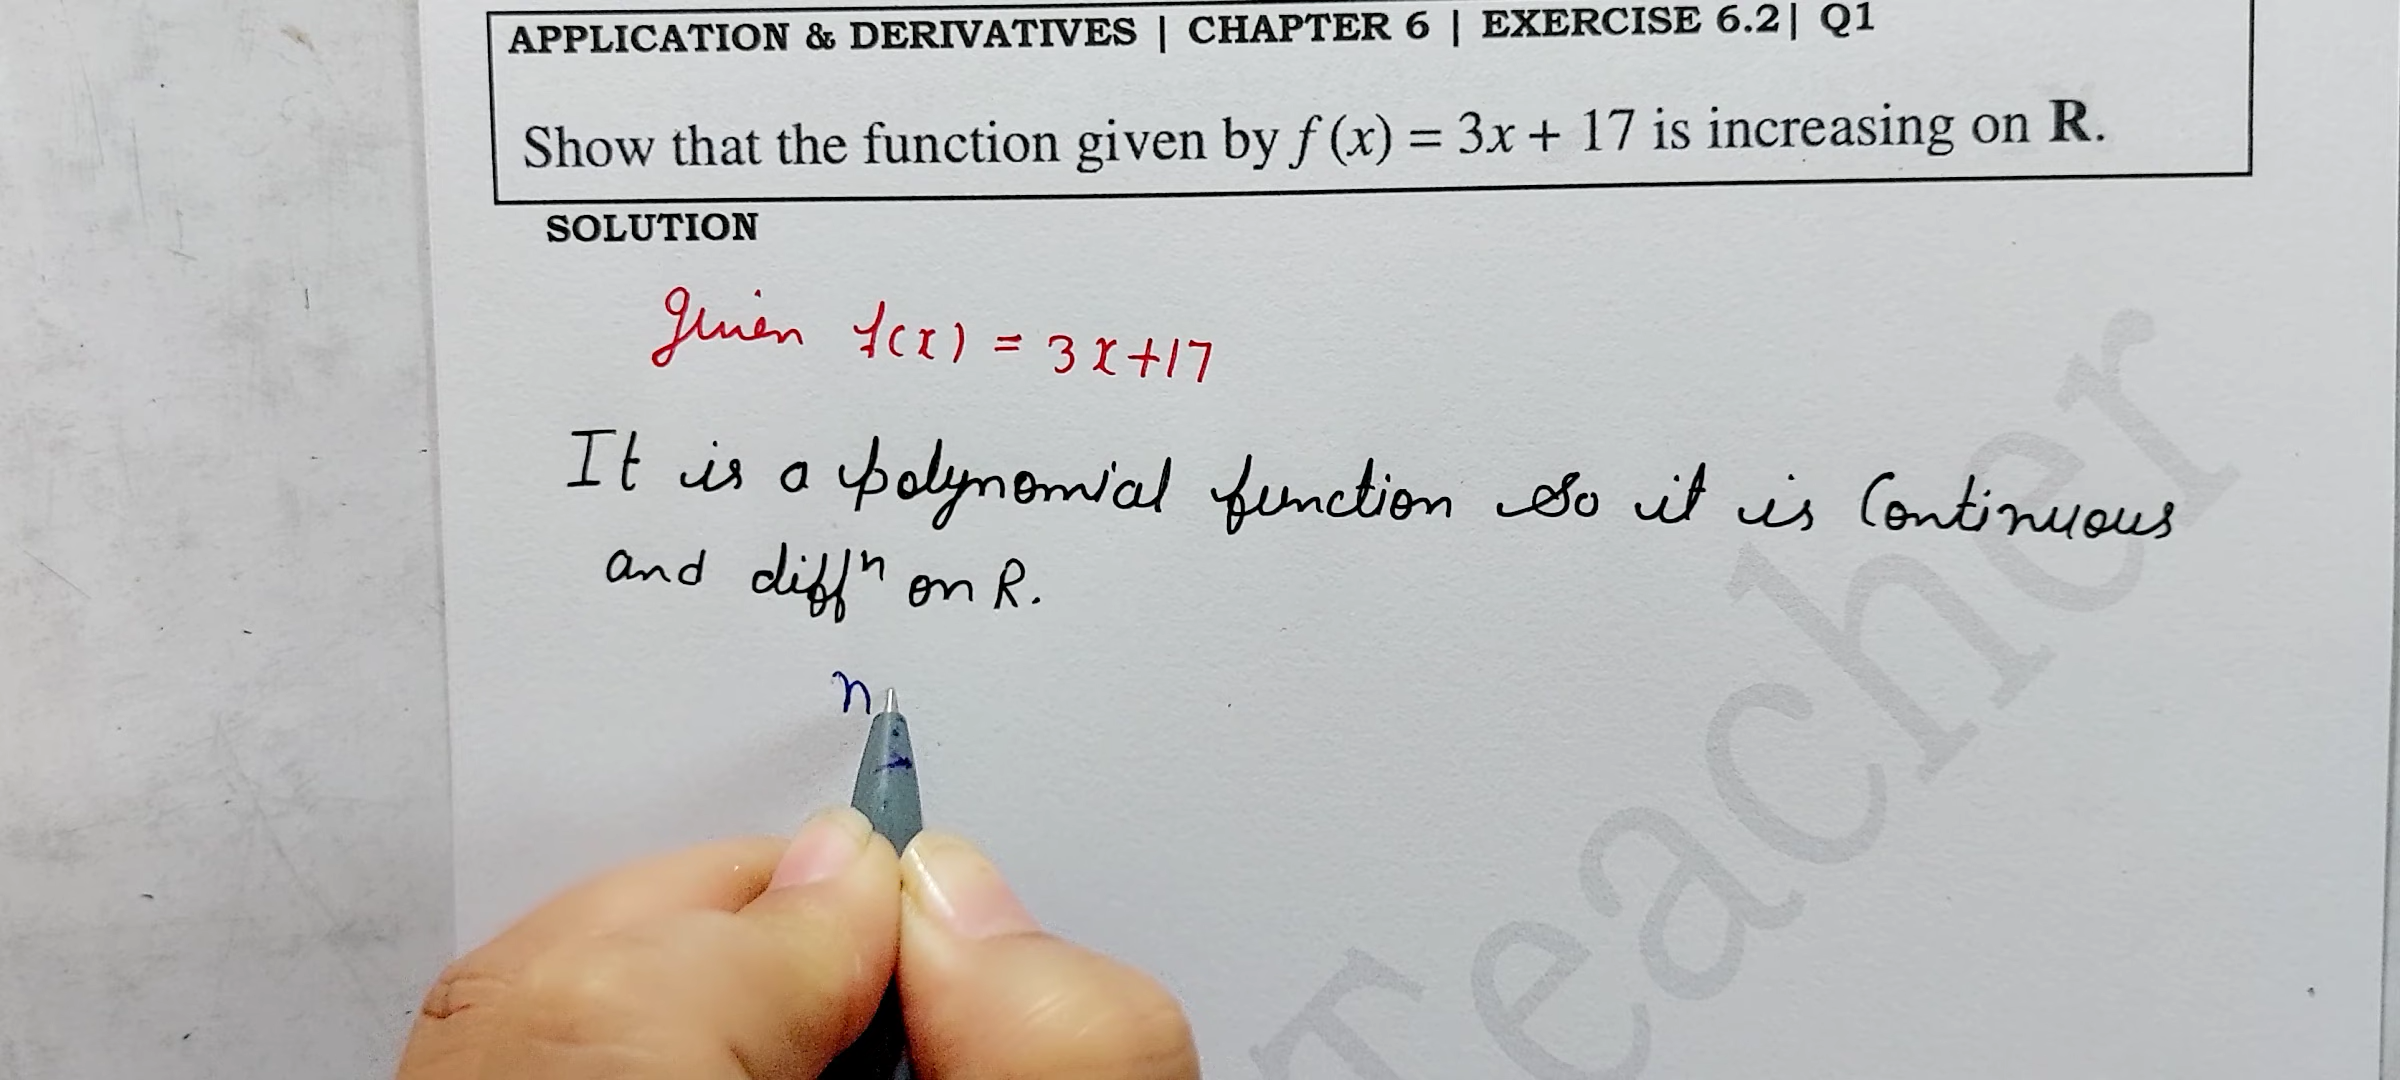 APPLICATION & DERIVATIVES | CHAPTER 6 | EXERCISE 6.2| Q1
Show that the function given by f (x) = 3x + 17 is increasing on R.
SOLUTION
Given f(x) = 3x+17
It is a polynomial function So it is Continuous
and diffⁿ on R.
n
Teacher